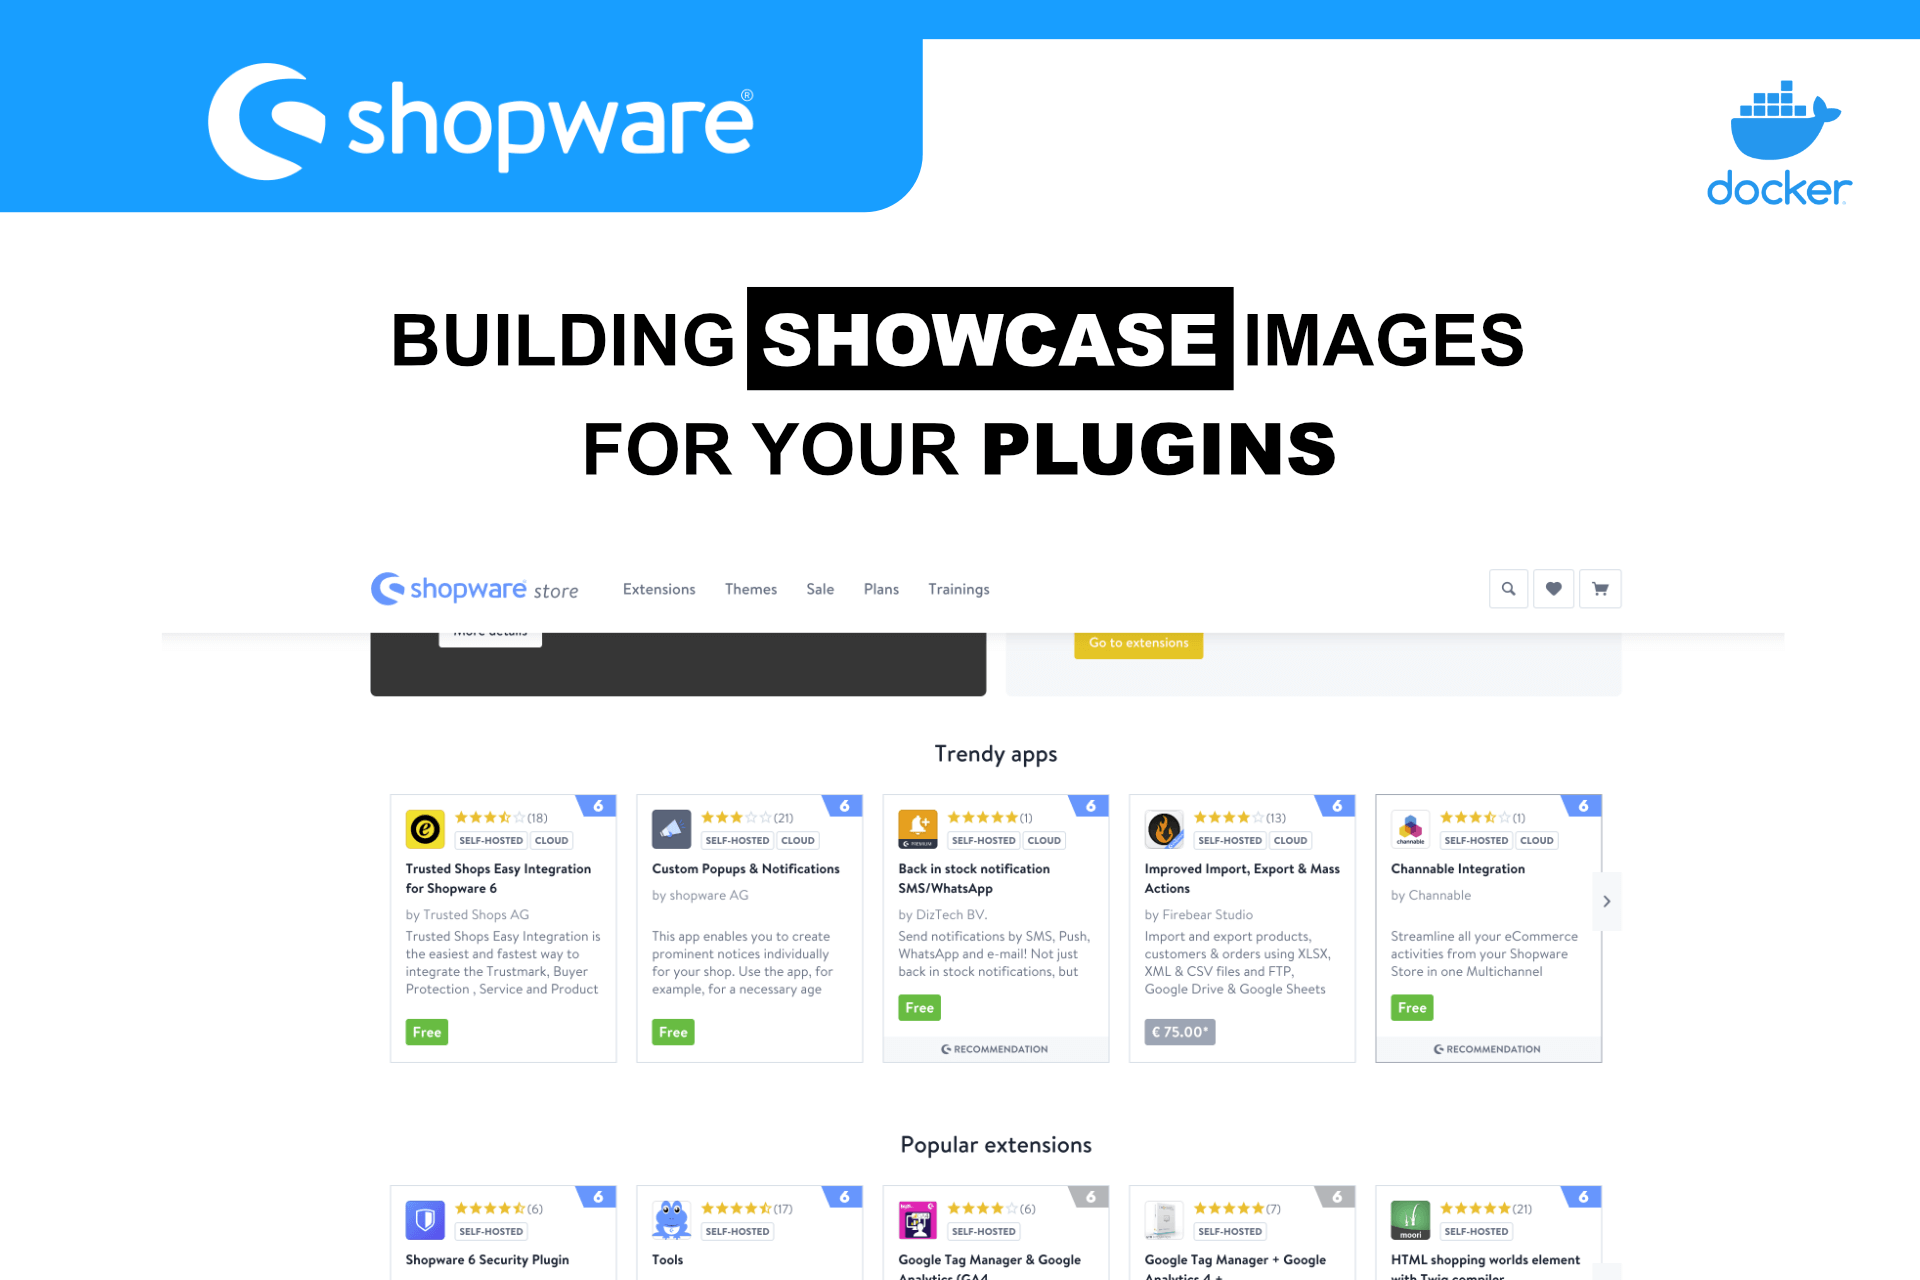 shopware®
docker
BUILDING SHOWCASE IMAGES
FOR YOUR PLUGINS
shopware store Extensions Themes Sale Plans Trainings
More details
Go to extensions
Trendy apps
6
(18)
SELF-HOSTED CLOUD
Trusted Shops Easy Integration
for Shopware 6
by Trusted Shops AG
Trusted Shops Easy Integration is
the easiest and fastest way to
integrate the Trustmark, Buyer
Protection , Service and Product
Free
6
(21)
SELF-HOSTED CLOUD
Custom Popups & Notifications
by shopware AG
This app enables you to create
prominent notices individually
for your shop. Use the app, for
example, for a necessary age
Free
6
(1)
PREMIUM
SELF-HOSTED CLOUD
Back in stock notification
SMS/WhatsApp
by DizTech BV.
Send notifications by SMS, Push,
WhatsApp and e-mail! Not just
back in stock notifications, but
Free
RECOMMENDATION
6
(13)
SELF-HOSTED CLOUD
Improved Import, Export & Mass
Actions
by Firebear Studio
Import and export products,
customers & orders using XLSX,
XML & CSV files and FTP,
Google Drive & Google Sheets
€ 75.00*
6
(1)
channable
SELF-HOSTED CLOUD
Channable Integration
by Channable
Streamline all your eCommerce
activities from your Shopware
Store in one Multichannel
Free
RECOMMENDATION
Popular extensions
6
(6)
SELF-HOSTED
Shopware 6 Security Plugin
6
(17)
SELF-HOSTED
Tools
6
(6)
SELF-HOSTED
Google Tag Manager & Google
Analytics (GA4
6
(7)
SELF-HOSTED
Google Tag Manager + Google
Analytics 4 +
6
(21)
moori
SELF-HOSTED
HTML shopping worlds element
with Twig compiler